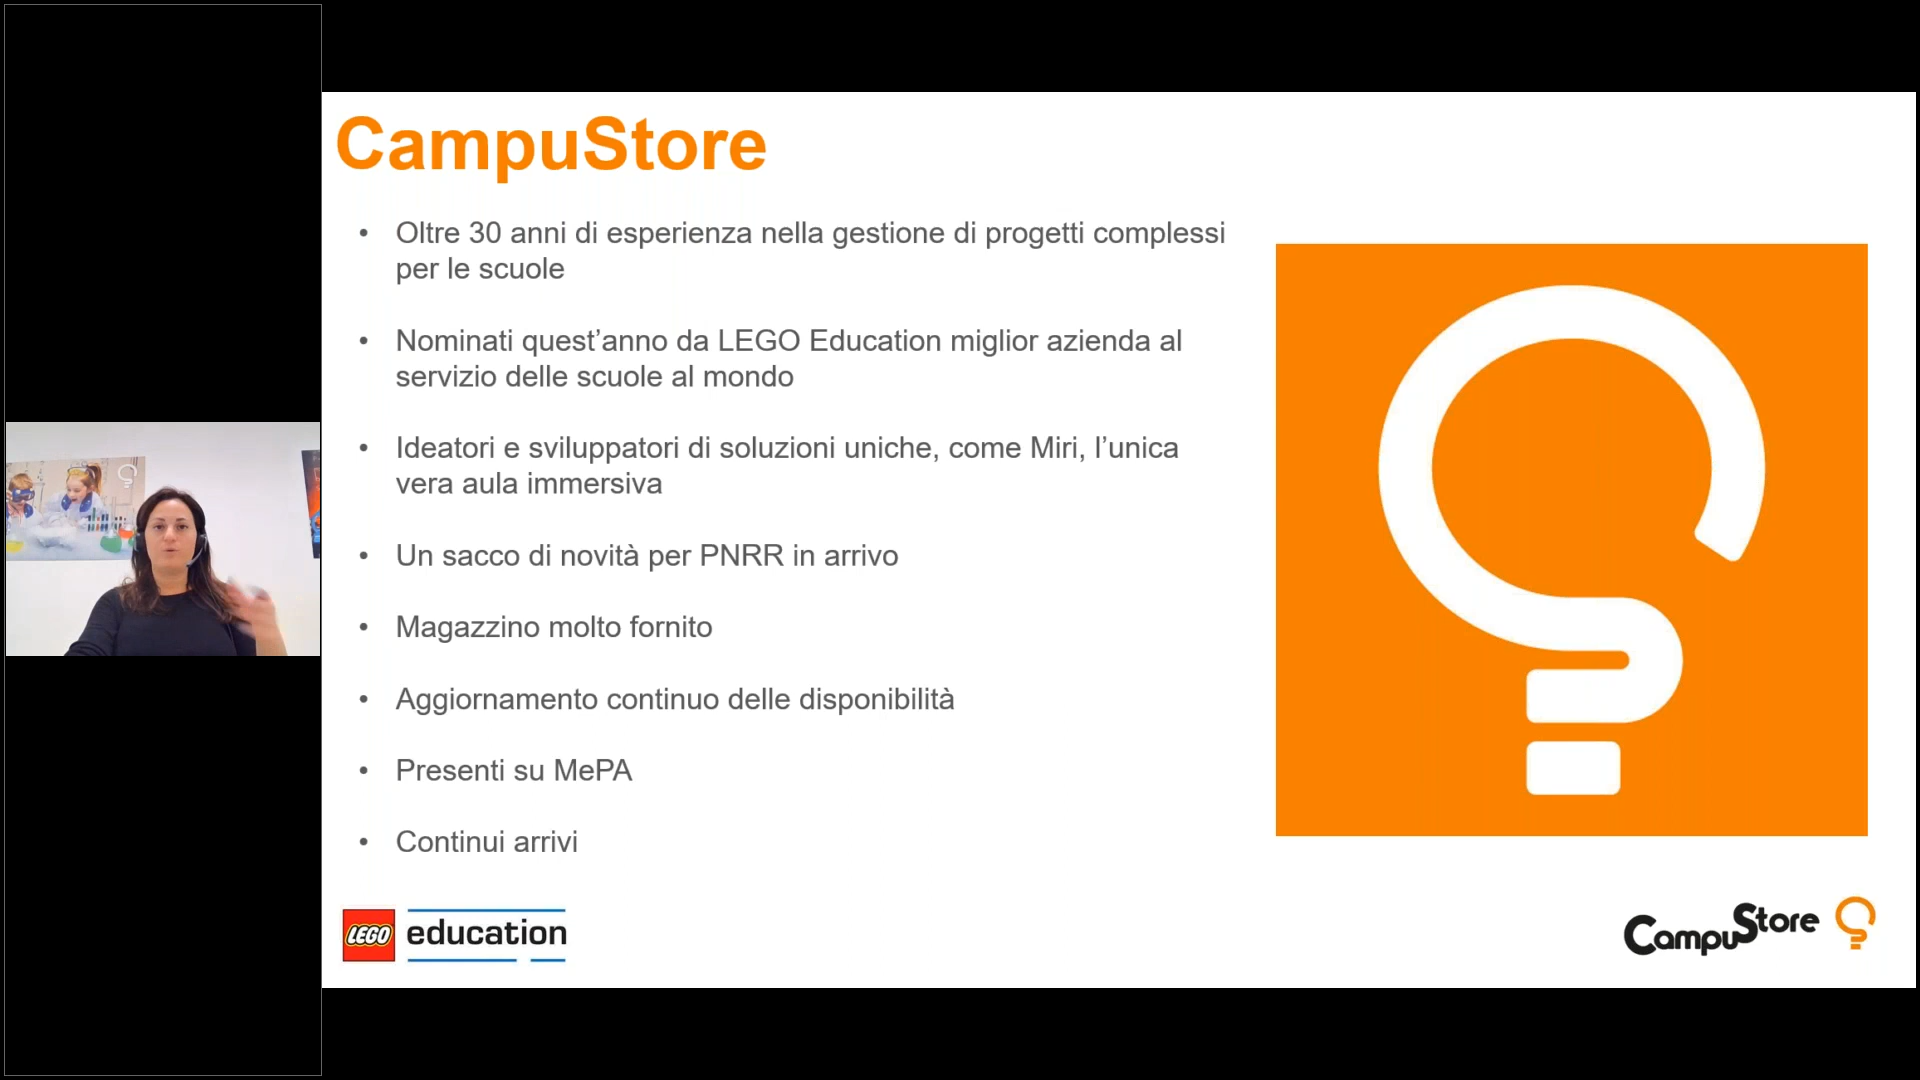 CampuStore
• Oltre 30 anni di esperienza nella gestione di progetti complessi
per le scuole
• Nominati quest’anno da LEGO Education miglior azienda al
servizio delle scuole al mondo
• Ideatori e sviluppatori di soluzioni uniche, come Miri, l’unica
vera aula immersiva
• Un sacco di novità per PNRR in arrivo
• Magazzino molto fornito
• Aggiornamento continuo delle disponibilità
• Presenti su MePA
• Continui arrivi
LEGO education
CampuStore